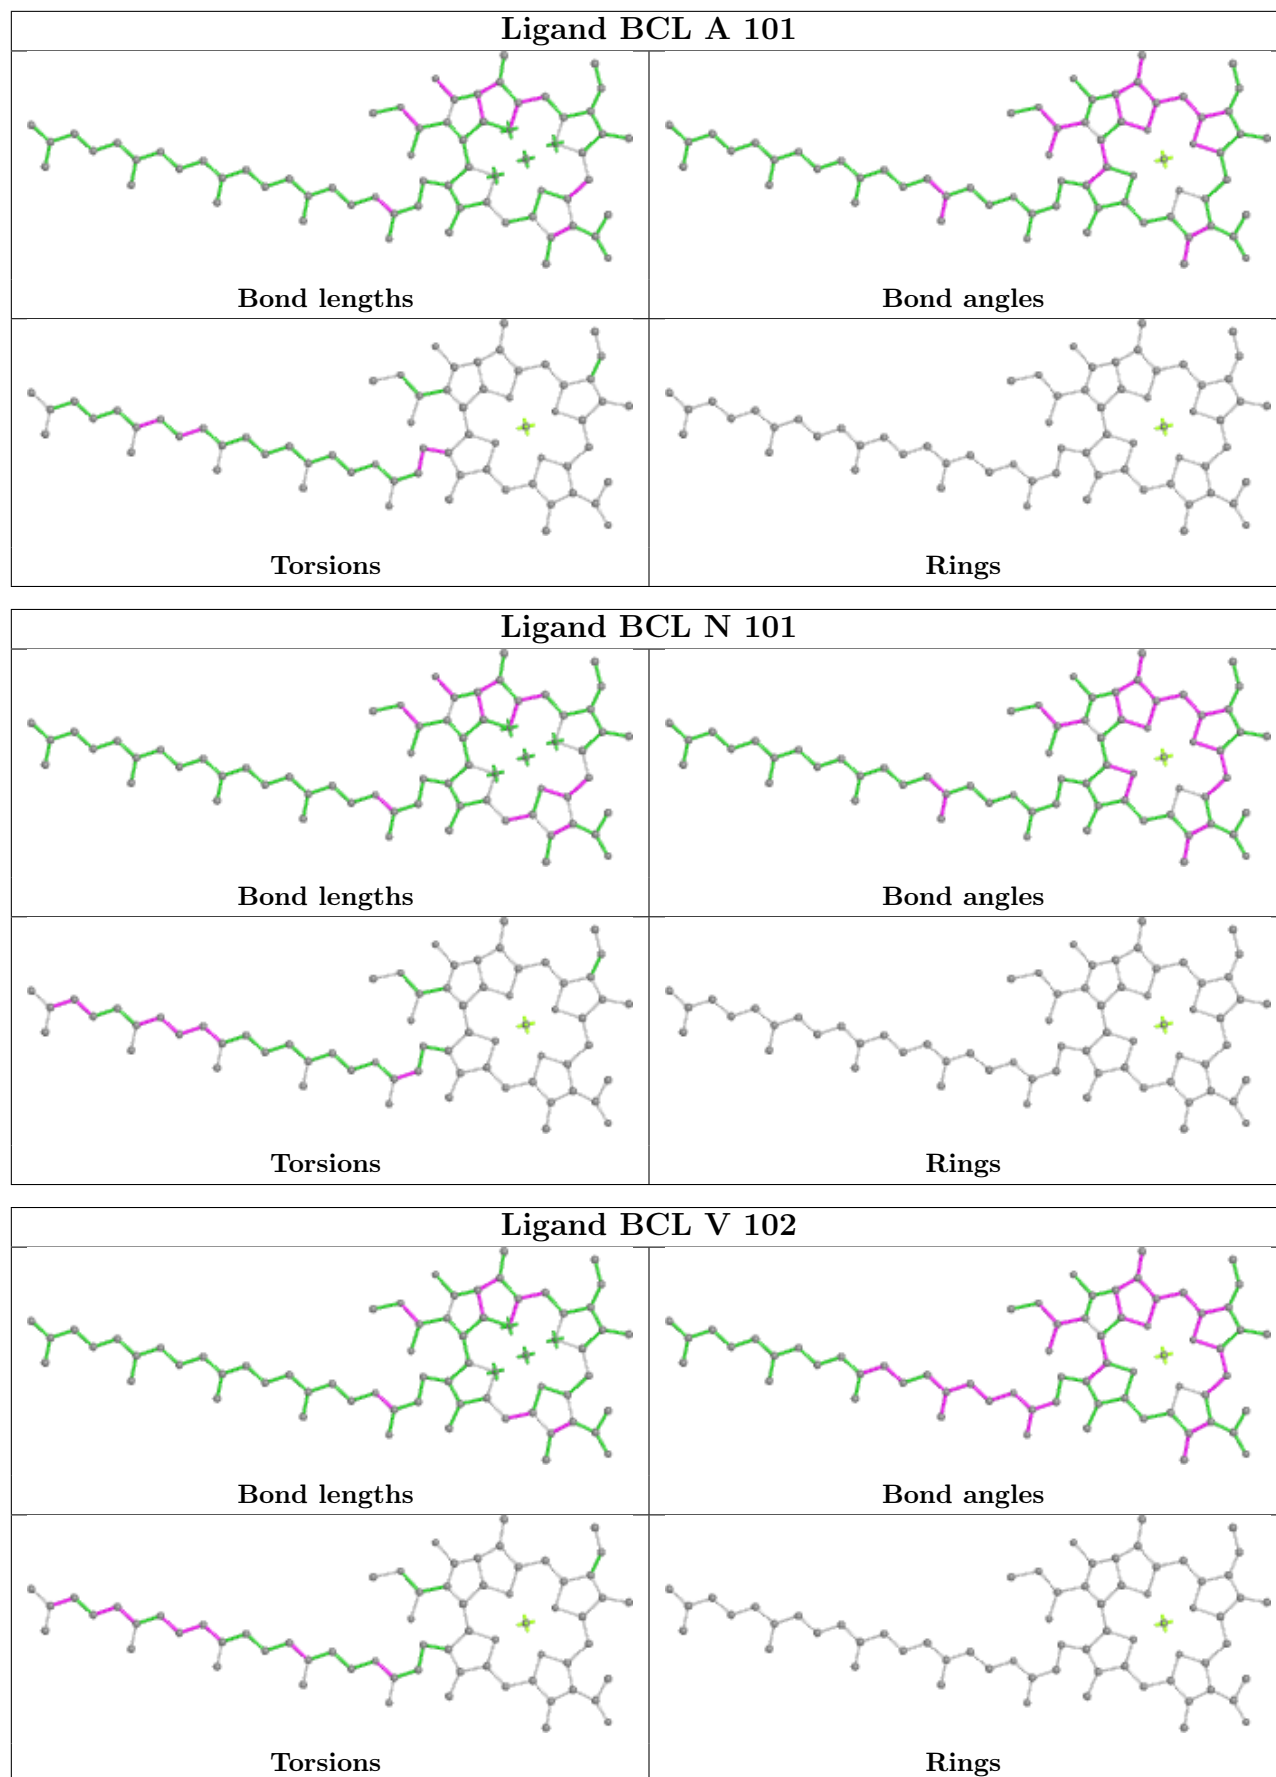 Ligand BCL A 101
Bond lengths
Bond angles
Torsions
Rings
Ligand BCL N 101
Bond lengths
Bond angles
Torsions
Rings
Ligand BCL V 102
Bond lengths
Bond angles
Torsions
Rings